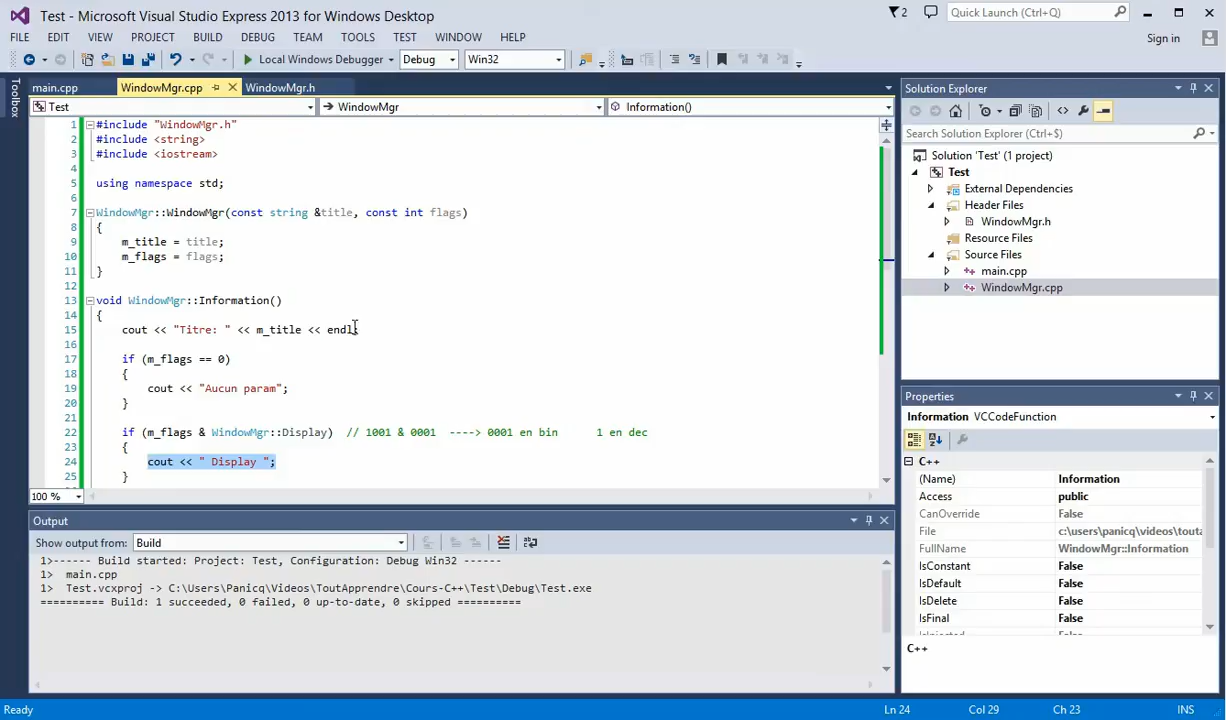 Test - Microsoft Visual Studio Express 2013 for Windows Desktop
2
Quick Launch (Ctrl+Q)
FILE EDIT VIEW PROJECT BUILD DEBUG TEAM TOOLS TEST WINDOW HELP
Sign in
Local Windows Debugger Debug Win32
Toolbox
main.cpp WindowMgr.cpp WindowMgr.h
Test WindowMgr Information()
1 #include "WindowMgr.h"
2 #include <string>
3 #include <iostream>
4
5 using namespace std;
6
7 WindowMgr::WindowMgr(const string &title, const int flags)
8 {
9 m_title = title;
10 m_flags = flags;
11 }
12
13 void WindowMgr::Information()
14 {
15 cout << "Titre: " << m_title << endl;
16
17 if (m_flags == 0)
18 {
19 cout << "Aucun param";
20 }
21
22 if (m_flags & WindowMgr::Display) // 1001 & 0001 ----> 0001 en bin 1 en dec
23 {
24 cout << " Display ";
25 }
100 %
Output
Show output from: Build
1>------ Build started: Project: Test, Configuration: Debug Win32 ------
1> main.cpp
1> Test.vcxproj -> C:\Users\Panicq\Videos\ToutApprendre\Cours-C++\Test\Debug\Test.exe
========== Build: 1 succeeded, 0 failed, 0 up-to-date, 0 skipped ==========
Solution Explorer
Search Solution Explorer (Ctrl+$)
Solution 'Test' (1 project)
Test
External Dependencies
Header Files
WindowMgr.h
Resource Files
Source Files
main.cpp
WindowMgr.cpp
Properties
Information VCCodeFunction
C++
(Name) Information
Access public
CanOverride False
File c:\users\panicq\videos\touta
FullName WindowMgr::Information
IsConstant False
IsDefault False
IsDelete False
IsFinal False
IsInjected False
C++
Ready Ln 24 Col 29 Ch 23 INS